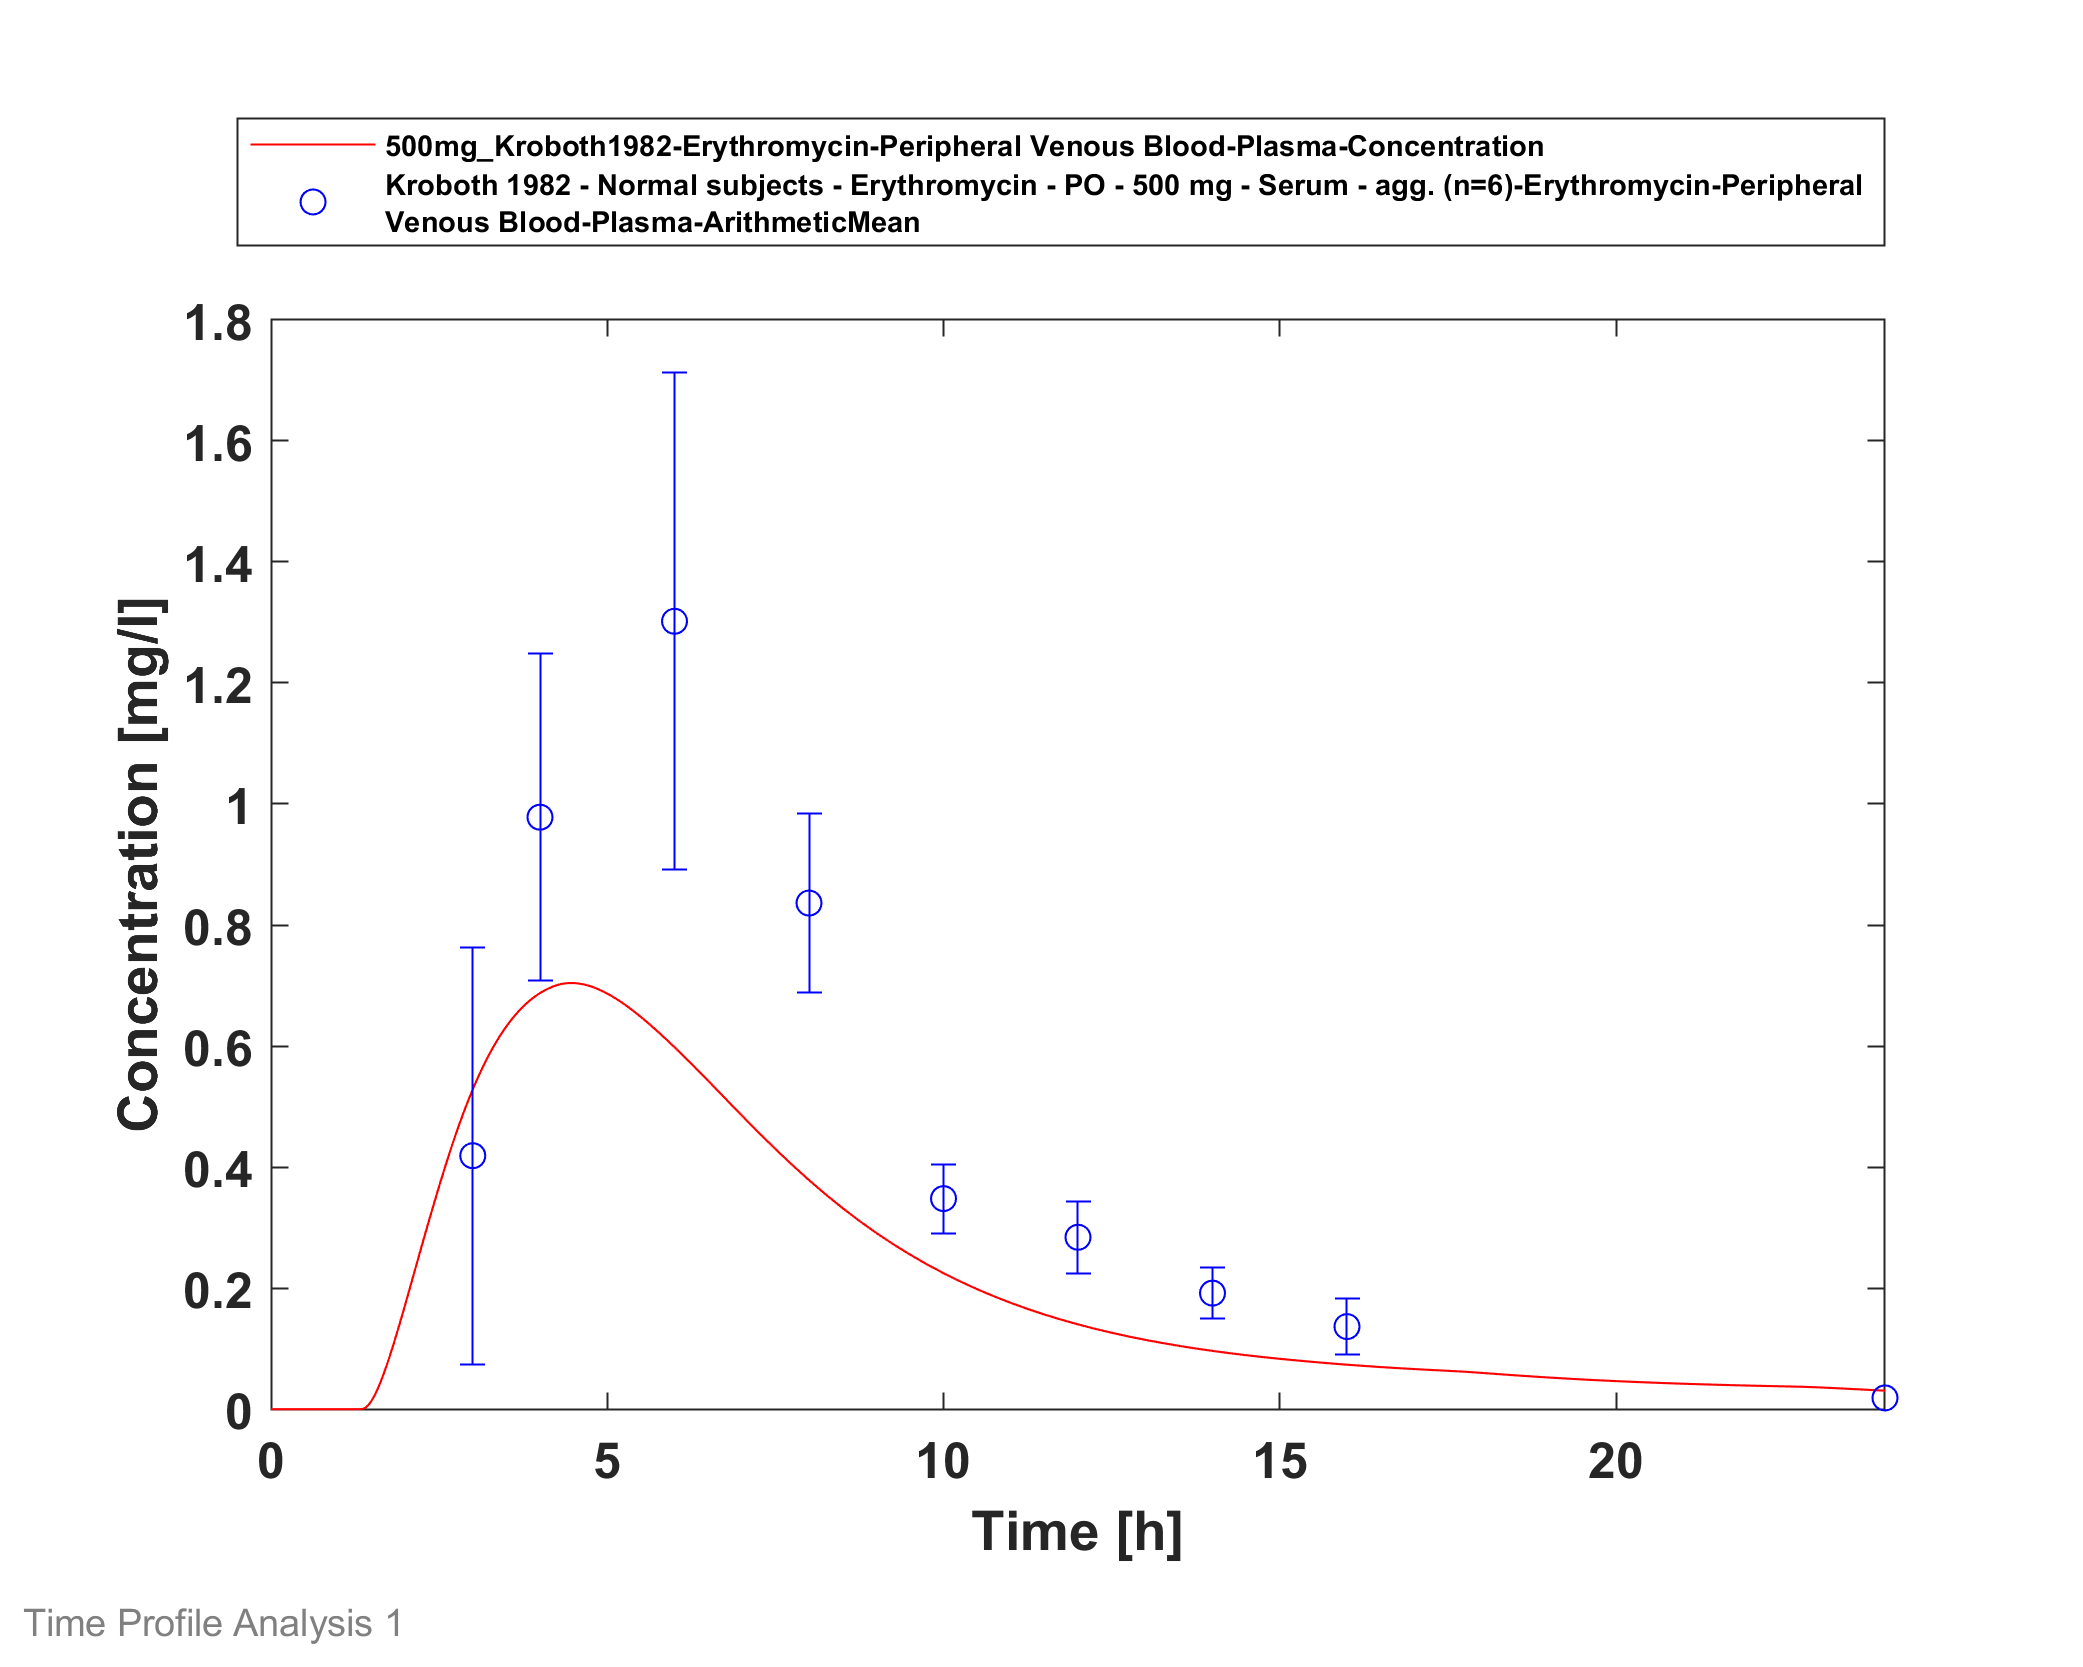 500mg_Kroboth1982-Erythromycin-Peripheral Venous Blood-Plasma-Concentration
Kroboth 1982 - Normal subjects - Erythromycin - PO - 500 mg - Serum - agg. (n=6)-Erythromycin-Peripheral
Venous Blood-Plasma-ArithmeticMean
1.8
1.6
1.4
1.2
1
0.8
0.6
0.4
0.2
0
Concentration [mg/l]
0 5 10 15 20
Time [h]
Time Profile Analysis 1